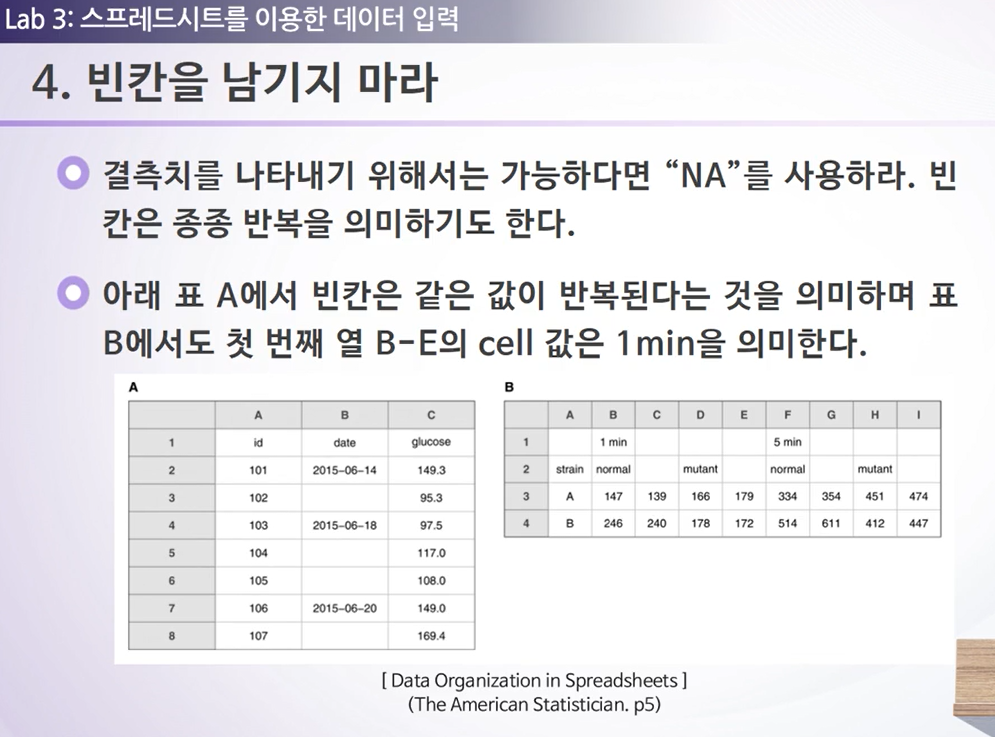 Lab 3: 스프레드시트를 이용한 데이터 입력
4. 빈칸을 남기지 마라
결측치를 나타내기 위해서는 가능하다면 “NA”를 사용하라. 빈
칸은 종종 반복을 의미하기도 한다.
아래 표 A에서 빈칸은 같은 값이 반복된다는 것을 의미하며 표
B에서도 첫 번째 열 B-E의 cell 값은 1min을 의미한다.
A
A B C
1 id date glucose
2 101 2015-06-14 149.3
3 102 95.3
4 103 2015-06-18 97.5
5 104 117.0
6 105 108.0
7 106 2015-06-20 149.0
8 107 169.4
B
A B C D E F G H I
1 1 min 5 min
2 strain normal mutant normal mutant
3 A 147 139 166 179 334 354 451 474
4 B 246 240 178 172 514 611 412 447
[ Data Organization in Spreadsheets ]
(The American Statistician. p5)